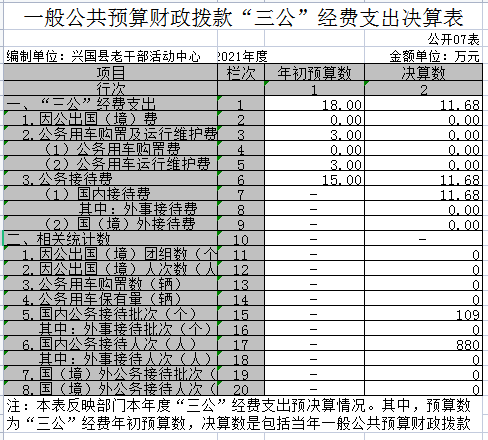 一般公共预算财政拨款“三公”经费支出决算表
公开07表
编制单位：兴国县老干部活动中心 2021年度 金额单位：万元
项目 栏次 年初预算数 决算数
行次 1 2
一、“三公”经费支出 1 18.00 11.68
1.因公出国（境）费 2 0.00 0.00
2.公务用车购置及运行维护费 3 3.00 0.00
（1）公务用车购置费 4 0.00 0.00
（2）公务用车运行维护费 5 3.00 0.00
3.公务接待费 6 15.00 11.68
（1）国内接待费 7 － 11.68
其中：外事接待费 8 － 0.00
（2）国（境）外接待费 9 － 0.00
二、相关统计数 10 － －
1.因公出国（境）团组数（个 11 － 0
2.因公出国（境）人次数（人 12 － 0
3.公务用车购置数（辆） 13 － 0
4.公务用车保有量（辆） 14 － 0
5.国内公务接待批次（个） 15 － 109
其中：外事接待批次（个） 16 － 0
6.国内公务接待人次（人） 17 － 880
其中：外事接待人次（人） 18 － 0
7.国（境）外公务接待批次（ 19 － 0
8.国（境）外公务接待人次（ 20 － 0
注：本表反映部门本年度“三公”经费支出预决算情况。其中，预算数
为“三公”经费年初预算数，决算数是包括当年一般公共预算财政拨款